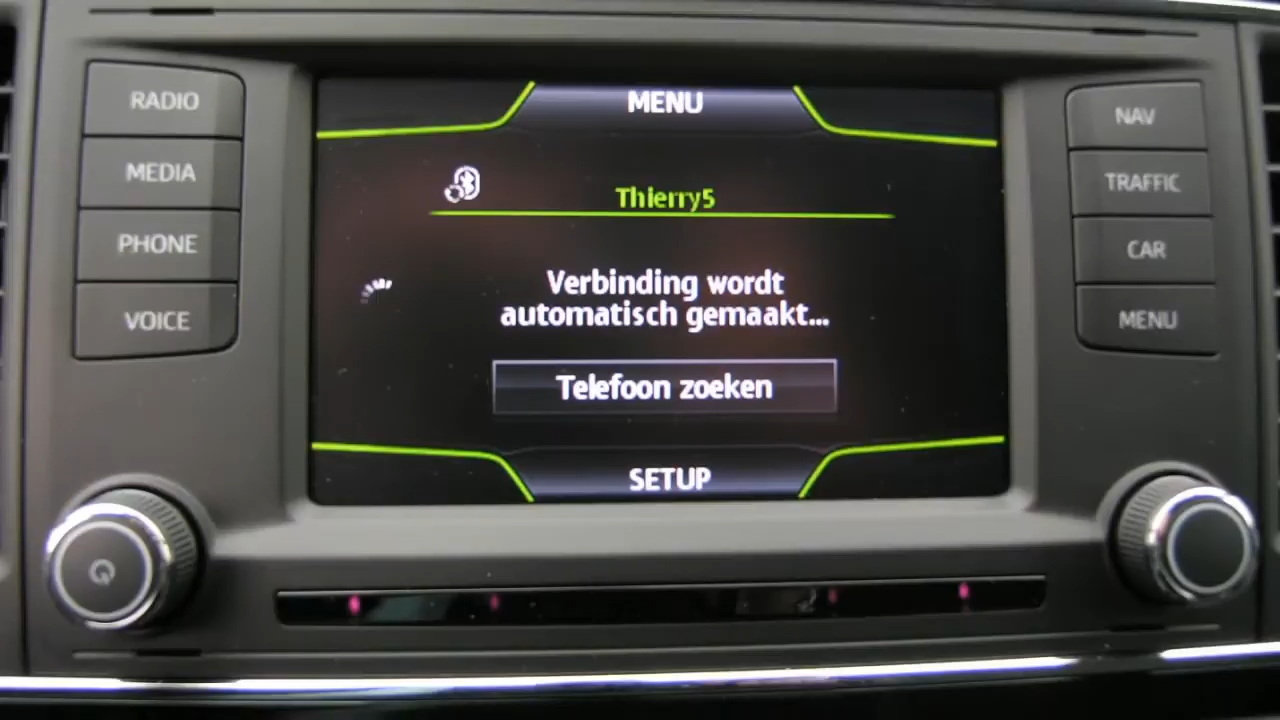 RADIO
MEDIA
PHONE
VOICE
MENU
Thierry5
Verbinding wordt
automatisch gemaakt...
Telefoon zoeken
SETUP
NAV
TRAFFIC
CAR
MENU